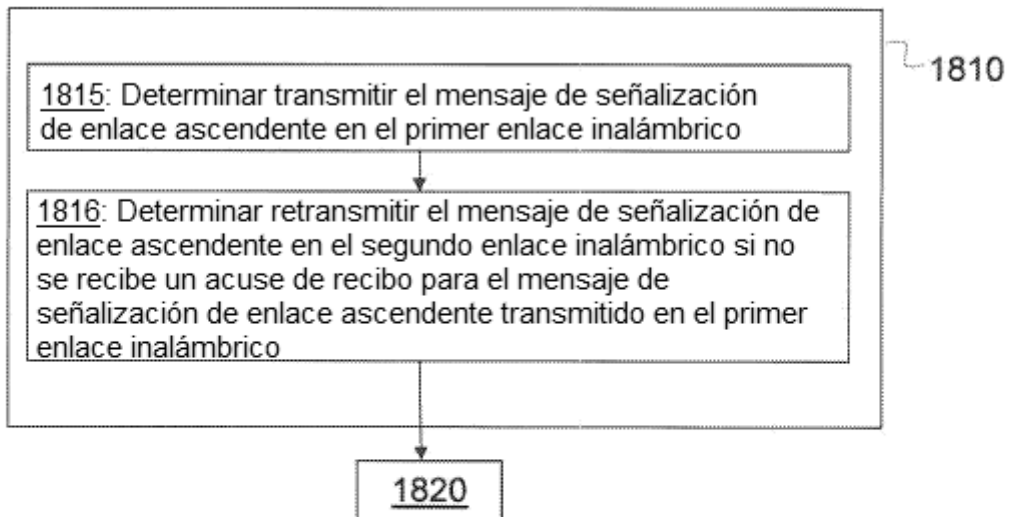 1810
1815: Determinar transmitir el mensaje de señalización
de enlace ascendente en el primer enlace inalámbrico
1816: Determinar retransmitir el mensaje de señalización de
enlace ascendente en el segundo enlace inalámbrico si no
se recibe un acuse de recibo para el mensaje de
señalización de enlace ascendente transmitido en el primer
enlace inalámbrico
1820